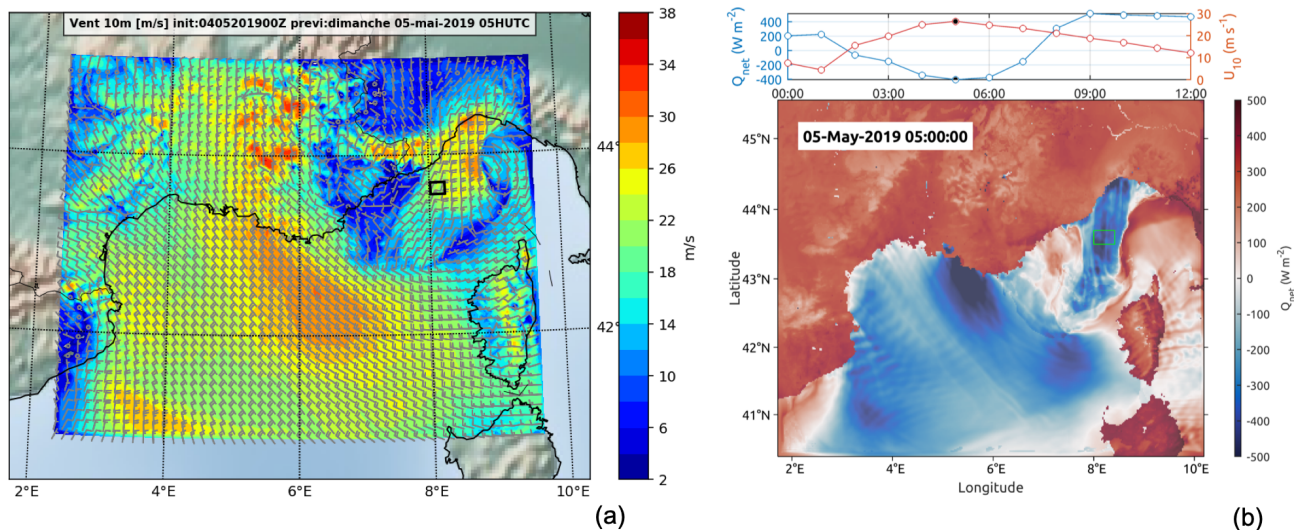 Vent 10m [m/s] init:0405201900Z previ:dimanche 05-mai-2019 05HUTC
38
34
30
26
22
18
14
10
6
2
m/s
44°
42°
2°E
4°E
6°E
8°E
10°E
(a)
Q_net (W m⁻²)
400
0
-400
30
20
10
0
U_10 (m s⁻¹)
00:00
03:00
06:00
09:00
12:00
05-May-2019 05:00:00
45°N
44°N
43°N
42°N
41°N
Latitude
2°E
4°E
6°E
8°E
10°E
Longitude
500
400
300
200
100
0
-100
-200
-300
-400
-500
Q_net (W m⁻²)
(b)